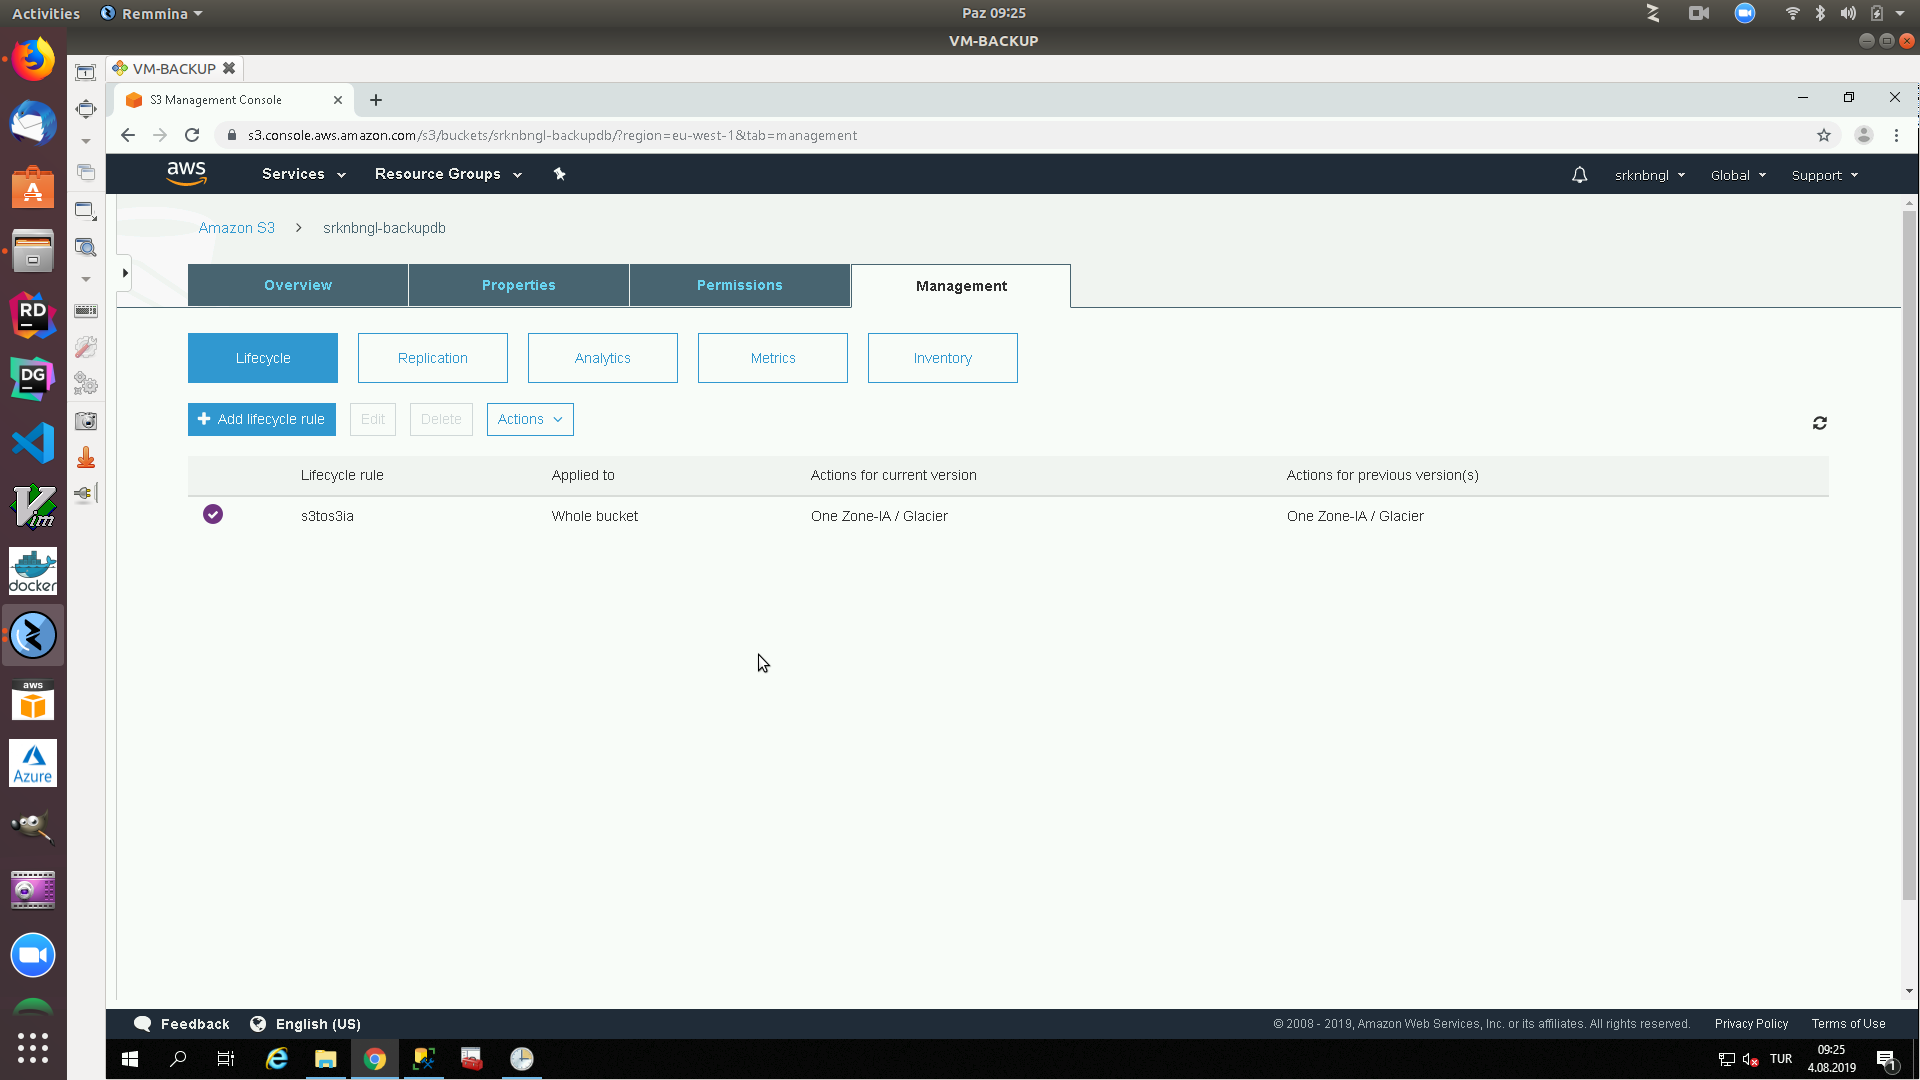 Activities Remmina Paz 09:25
VM-BACKUP
VM-BACKUP
S3 Management Console
s3.console.aws.amazon.com/s3/buckets/srknbngl-backupdb/?region=eu-west-1&tab=management
aws Services Resource Groups srknbngl Global Support
Amazon S3 > srknbngl-backupdb
Overview Properties Permissions Management
Lifecycle Replication Analytics Metrics Inventory
+ Add lifecycle rule Edit Delete Actions
Lifecycle rule Applied to Actions for current version Actions for previous version(s)
s3tos3ia Whole bucket One Zone-IA / Glacier One Zone-IA / Glacier
RD
DG
Vim
docker
aws
Azure
Feedback English (US) © 2008 - 2019, Amazon Web Services, Inc. or its affiliates. All rights reserved. Privacy Policy Terms of Use
TUR 09:25
4.08.2019
1